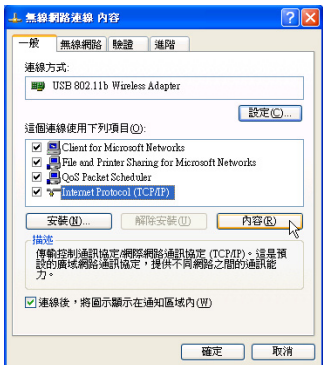 無線網路連線 內容
一般 無線網路 驗證 進階
連線方式:
USB 802.11b Wireless Adapter
設定(C)...
這個連線使用下列項目(O):
Client for Microsoft Networks
File and Printer Sharing for Microsoft Networks
QoS Packet Scheduler
Internet Protocol (TCP/IP)
安裝(N)... 解除安裝(U) 內容(R)
描述
傳輸控制通訊協定/網際網路通訊協定 (TCP/IP)。這是預
設的廣域網路通訊協定,提供不同網路之間的通訊能
力。
連線後,將圖示顯示在通知區域內(W)
確定 取消